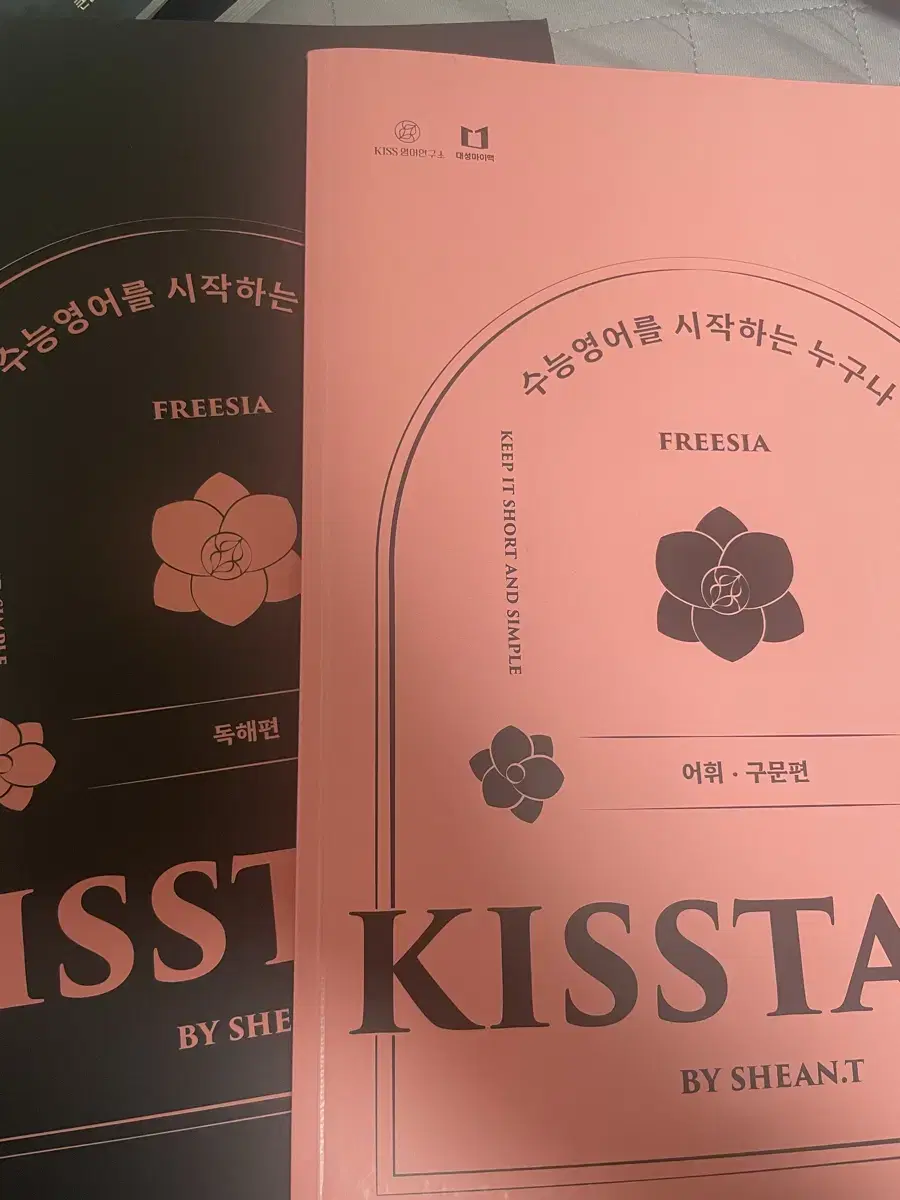 수능영어를 시작하는
FREESIA
SIMPLE
독해편
BY SHE
KISS 영어연구소
대성마이맥
수능영어를 시작하는 누구나
FREESIA
KEEP IT SHORT AND SIMPLE
어휘 · 구문편
KISSTA
BY SHEAN.T